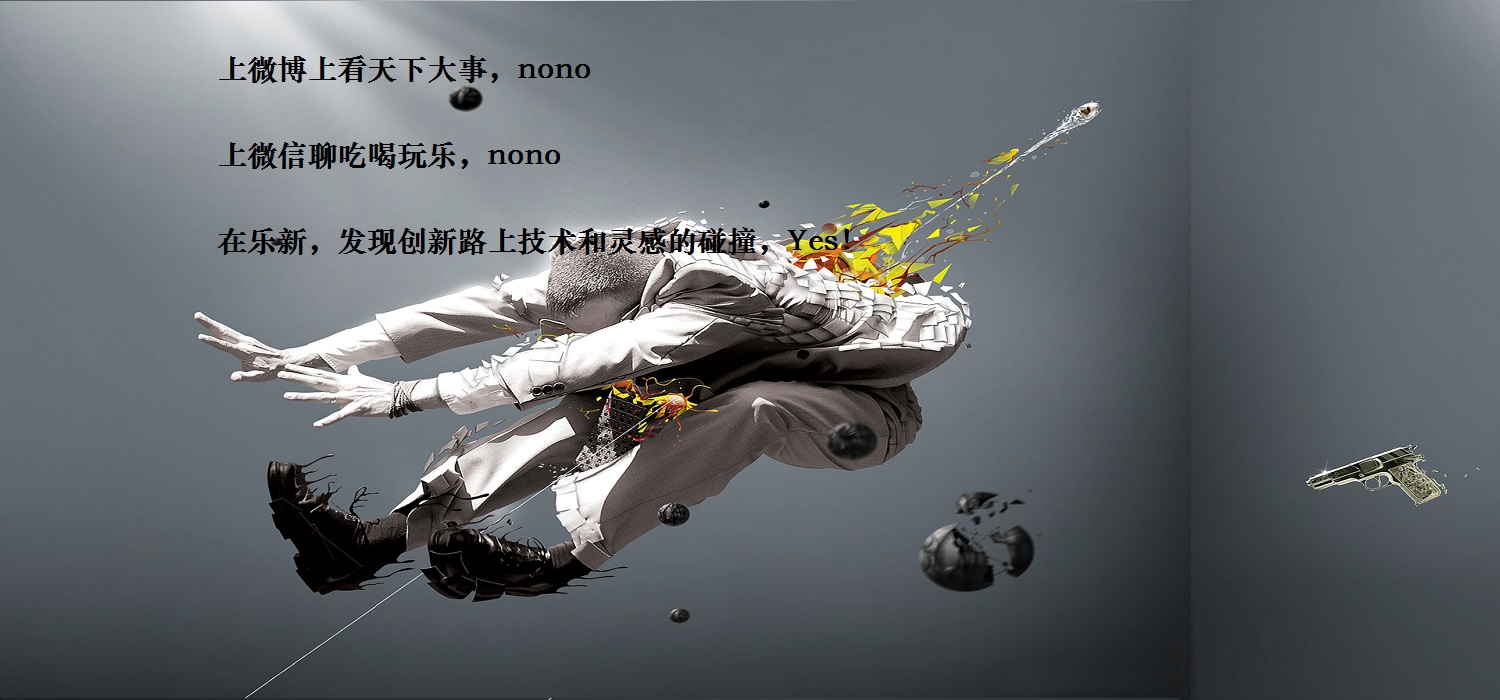 上微博上看天下大事，nono
上微信聊吃喝玩乐，nono
在乐新，发现创新路上技术和灵感的碰撞，Yes！